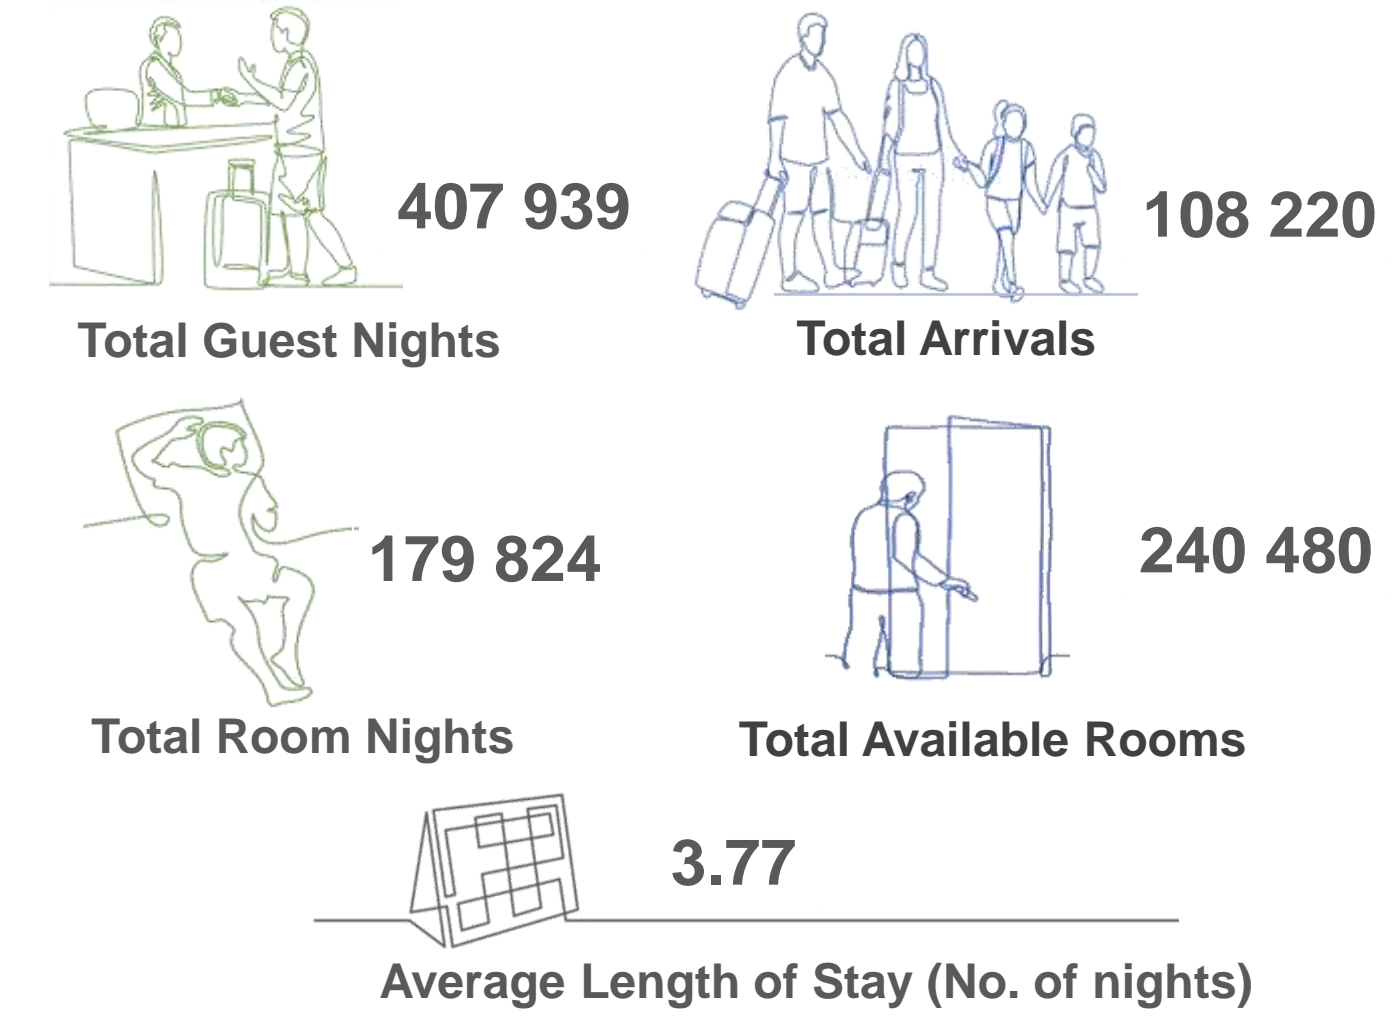 407 939
108 220
Total Guest Nights
Total Arrivals
179 824
240 480
Total Room Nights
Total Available Rooms
3.77
Average Length of Stay (No. of nights)